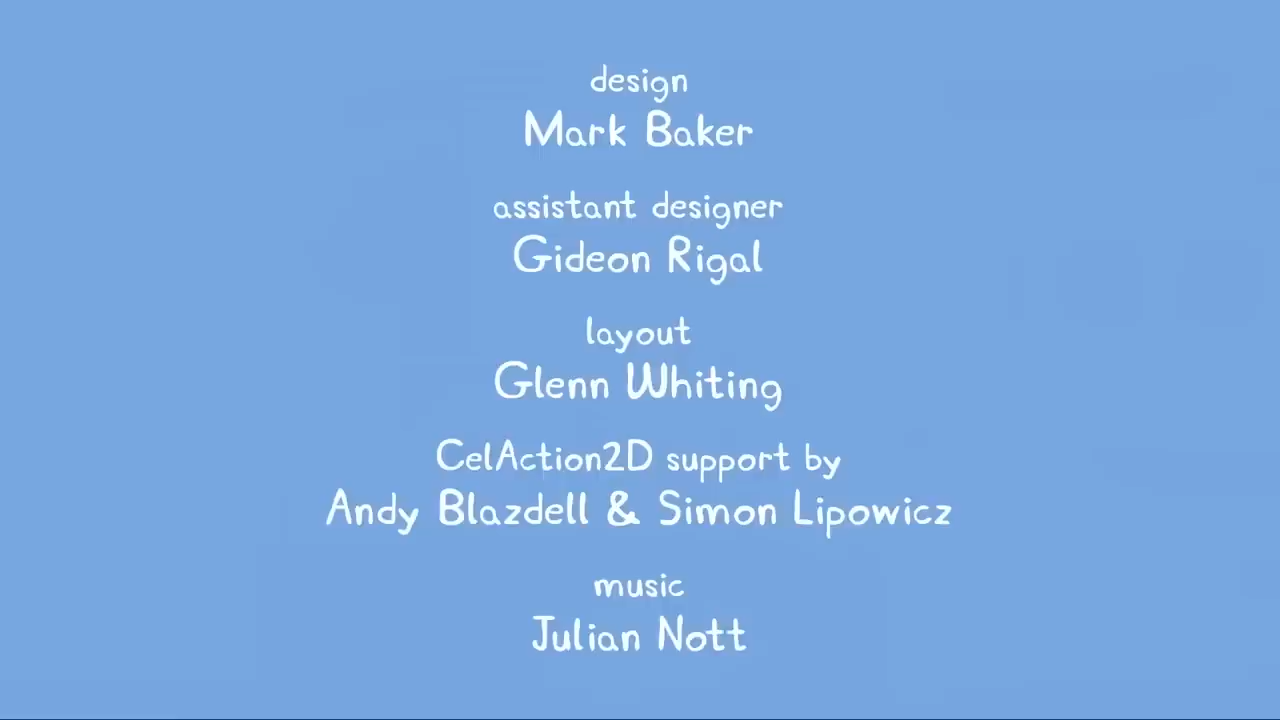 design
Mark Baker
assistant designer
Gideon Rigal
layout
Glenn Whiting
CelAction2D support by
Andy Blazdell & Simon Lipowicz
music
Julian Nott